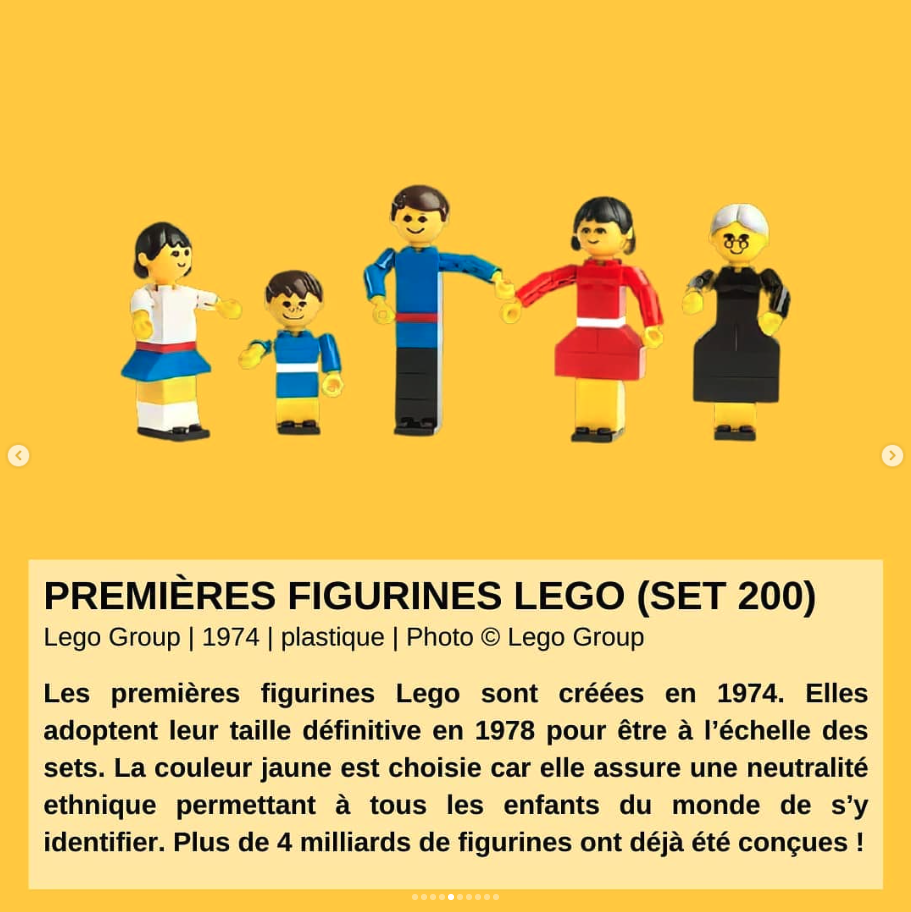 PREMIÈRES FIGURINES LEGO (SET 200)
Lego Group | 1974 | plastique | Photo © Lego Group
Les premières figurines Lego sont créées en 1974. Elles
adoptent leur taille définitive en 1978 pour être à l’échelle des
sets. La couleur jaune est choisie car elle assure une neutralité
ethnique permettant à tous les enfants du monde de s’y
identifier. Plus de 4 milliards de figurines ont déjà été conçues !